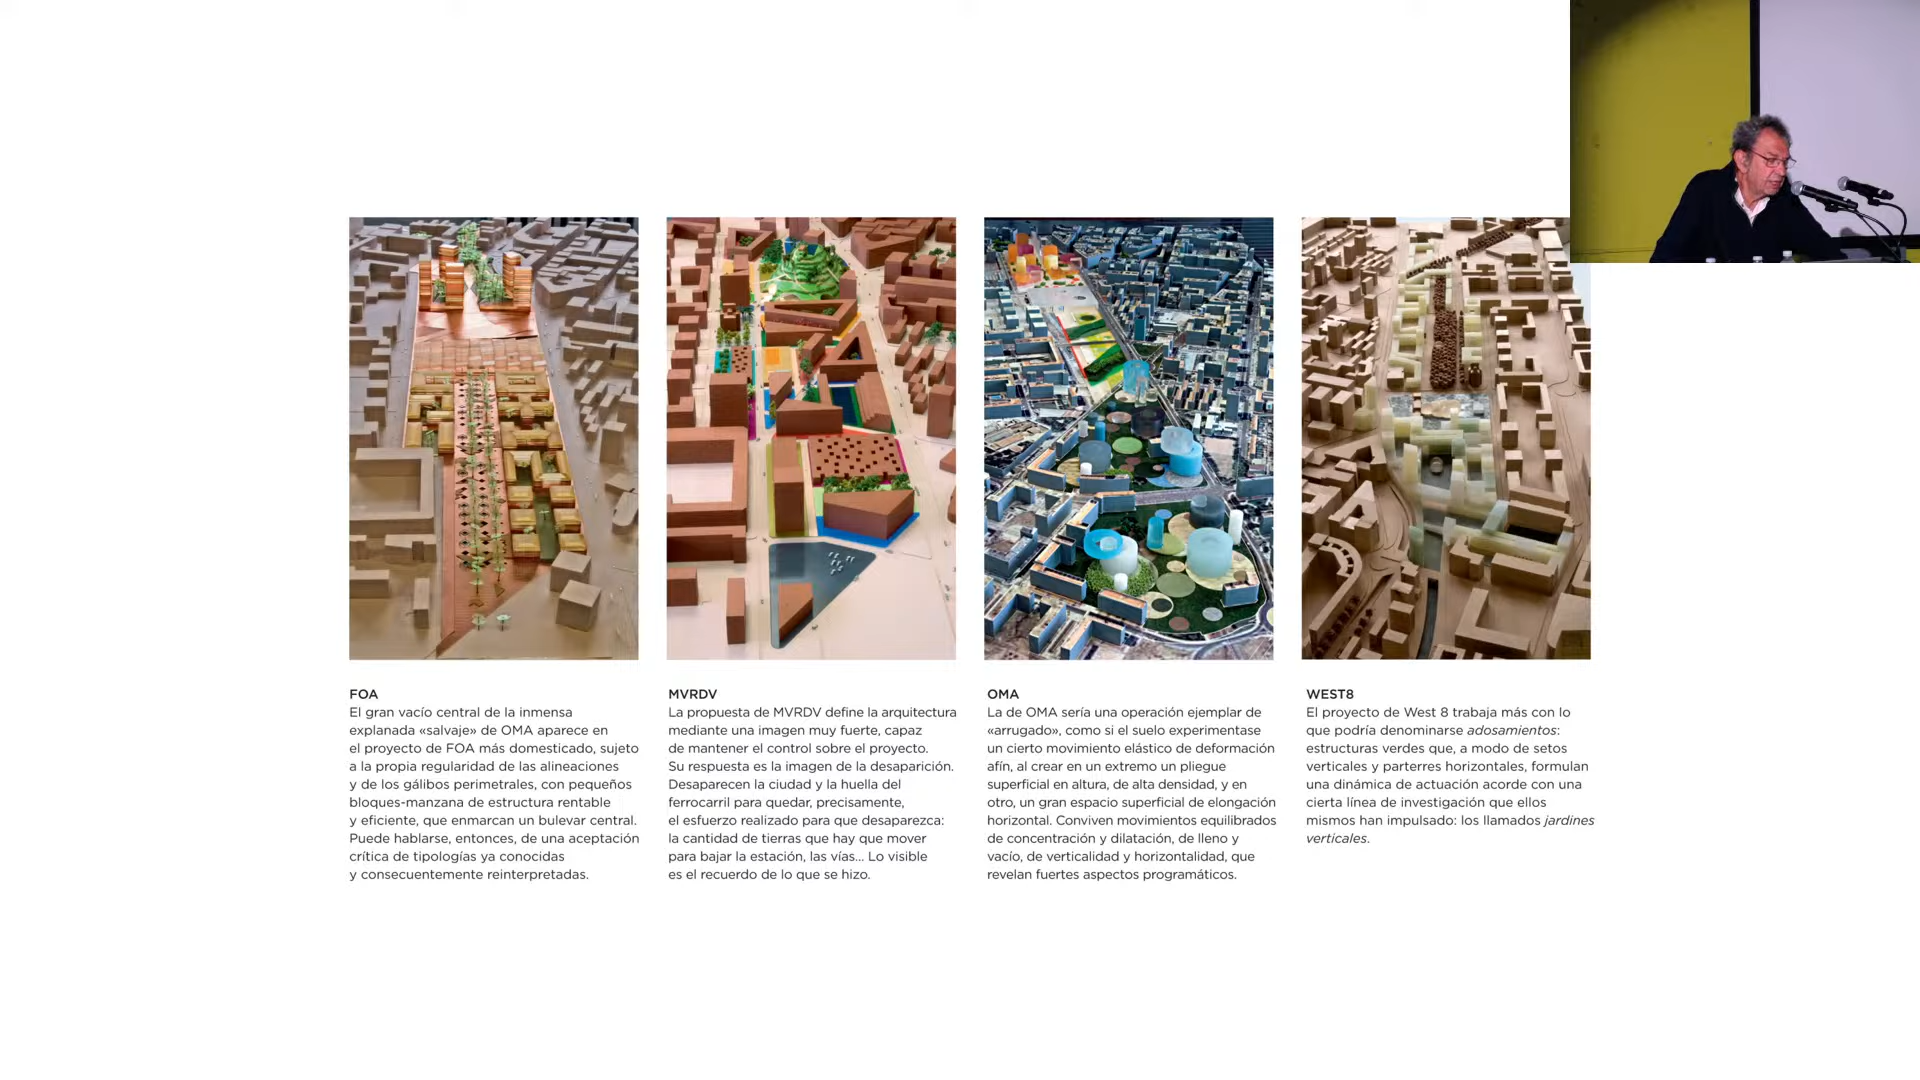 FOA
El gran vacío central de la inmensa
explanada «salvaje» de OMA aparece en
el proyecto de FOA más domesticado, sujeto
a la propia regularidad de las alineaciones
y de los gálibos perimetrales, con pequeños
bloques-manzana de estructura rentable
y eficiente, que enmarcan un bulevar central.
Puede hablarse, entonces, de una aceptación
crítica de tipologías ya conocidas
y consecuentemente reinterpretadas.
MVRDV
La propuesta de MVRDV define la arquitectura
mediante una imagen muy fuerte, capaz
de mantener el control sobre el proyecto.
Su respuesta es la imagen de la desaparición.
Desaparecen la ciudad y la huella del
ferrocarril para quedar, precisamente,
el esfuerzo realizado para que desaparezca:
la cantidad de tierras que hay que mover
para bajar la estación, las vías... Lo visible
es el recuerdo de lo que se hizo.
OMA
La de OMA sería una operación ejemplar de
«arrugado», como si el suelo experimentase
un cierto movimiento elástico de deformación
afín, al crear en un extremo un pliegue
superficial en altura, de alta densidad, y en
otro, un gran espacio superficial de elongación
horizontal. Conviven movimientos equilibrados
de concentración y dilatación, de lleno y
vacío, de verticalidad y horizontalidad, que
revelan fuertes aspectos programáticos.
WEST8
El proyecto de West 8 trabaja más con lo
que podría denominarse adosamientos:
estructuras verdes que, a modo de setos
verticales y parterres horizontales, formulan
una dinámica de actuación acorde con una
cierta línea de investigación que ellos
mismos han impulsado: los llamados jardines
verticales.